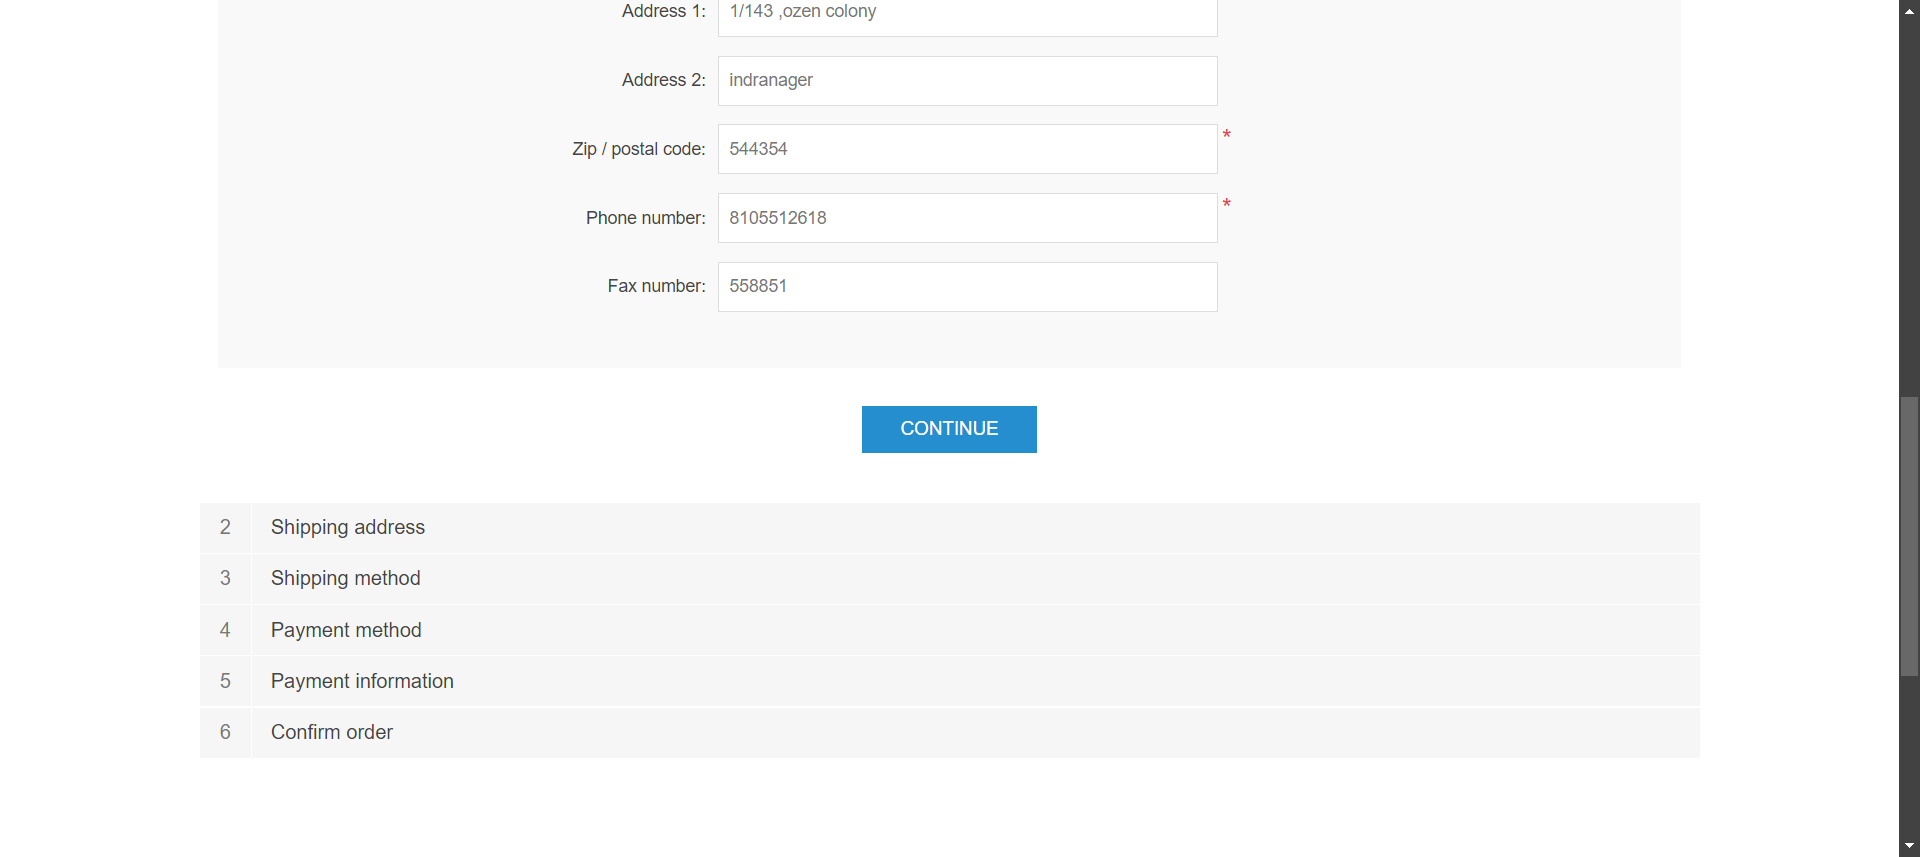 Address 1: 1/143 ,ozen colony
Address 2: indranager
Zip / postal code: 544354 *
Phone number: 8105512618 *
Fax number: 558851
CONTINUE
2 Shipping address
3 Shipping method
4 Payment method
5 Payment information
6 Confirm order